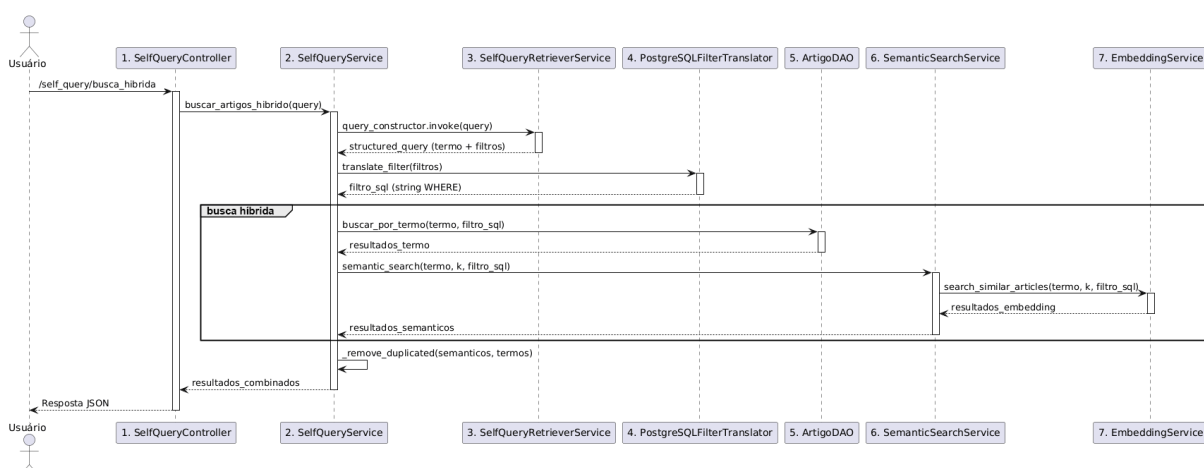 Usuário
1. SelfQueryController
2. SelfQueryService
3. SelfQueryRetrieverService
4. PostgreSQLFilterTranslator
5. ArtigoDAO
6. SemanticSearchService
7. EmbeddingService
/self_query/busca_hibrida
buscar_artigos_hibrido(query)
query_constructor.invoke(query)
structured_query (termo + filtros)
translate_filter(filtros)
filtro_sql (string WHERE)
busca híbrida
buscar_por_termo(termo, filtro_sql)
resultados_termo
semantic_search(termo, k, filtro_sql)
search_similar_articles(termo, k, filtro_sql)
resultados_embedding
resultados_semanticos
_remove_duplicated(semanticos, termos)
resultados_combinados
Resposta JSON
Usuário
1. SelfQueryController
2. SelfQueryService
3. SelfQueryRetrieverService
4. PostgreSQLFilterTranslator
5. ArtigoDAO
6. SemanticSearchService
7. EmbeddingService